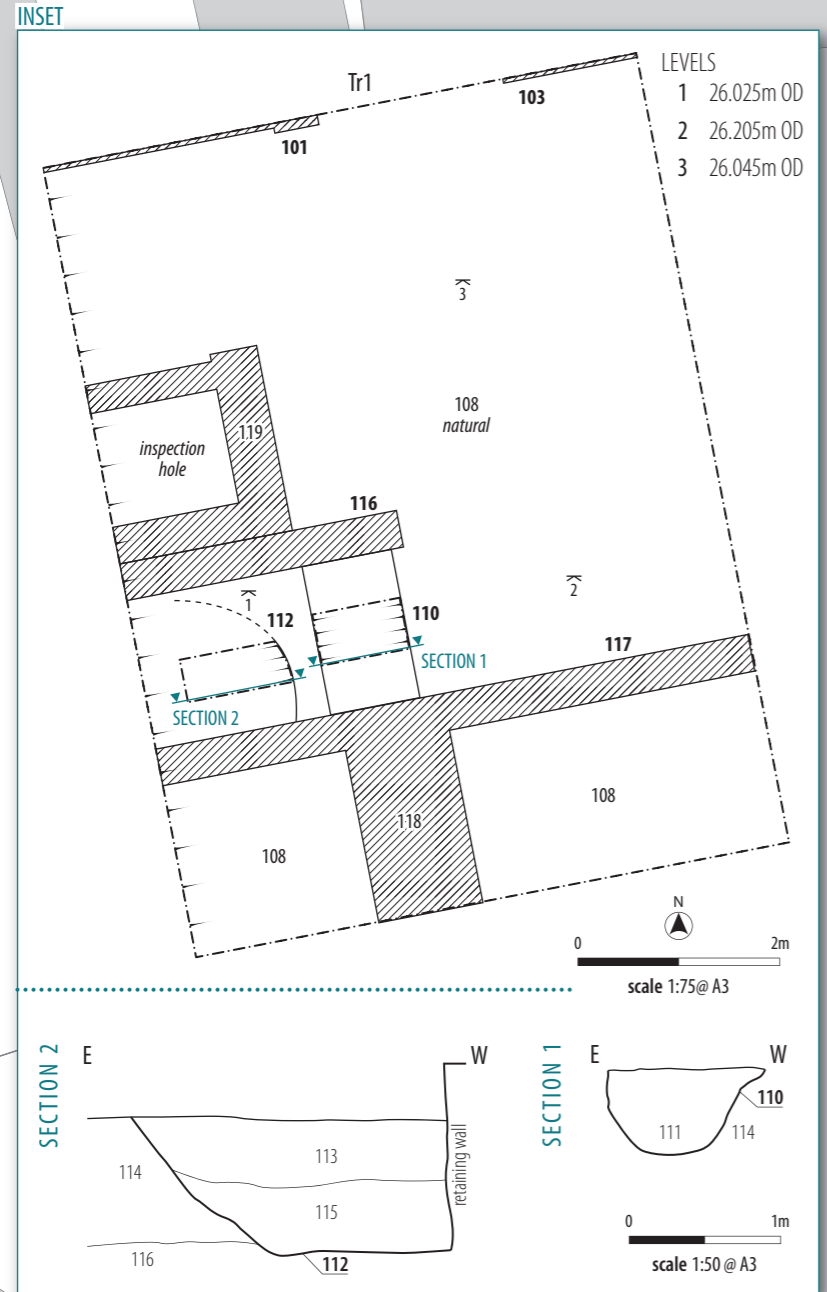 INSET
Tr1
LEVELS
1 26.025m OD
2 26.205m OD
3 26.045m OD
103
101
3
108
natural
119
inspection
hole
116
2
1
112
110
117
SECTION 1
SECTION 2
118
108
108
N
0 2m
scale 1:75@ A3
SECTION 2
E W
114
113
115
116
112
retaining wall
SECTION 1
E W
110
111
114
0 1m
scale 1:50 @ A3